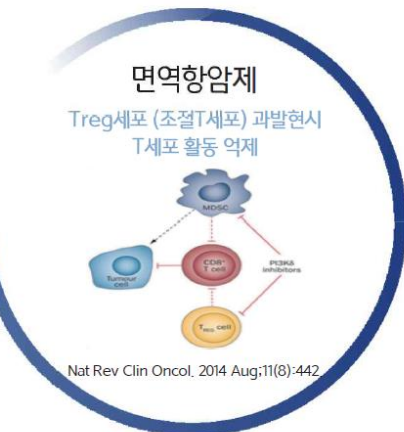 면역항암제
Treg세포 (조절T세포) 과발현시
T세포 활동 억제
MDSC
CD8⁺
T cell
PI3Kδ
inhibitors
Tumour
cell
T_REG cell
Nat Rev Clin Oncol, 2014 Aug;11(8):442